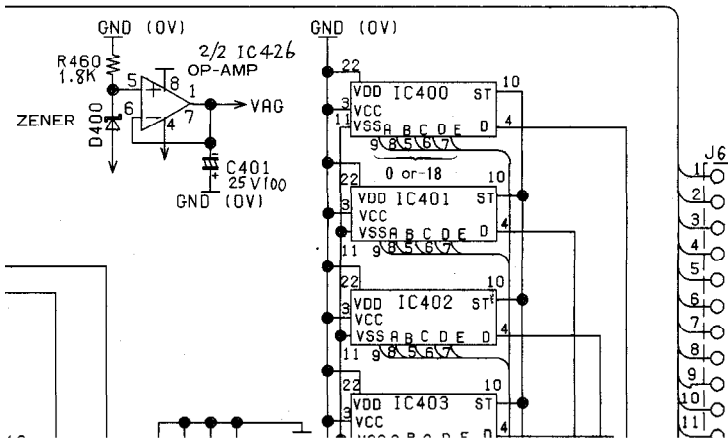 GND (0V)
GND (0V)
R460
1.8K
2/2 IC426
OP-AMP
5
8
1
6
7
4
VAG
ZENER
D400
C401
25V100
GND (0V)
22
VDD IC400 ST
10
3
VCC
11
VSS A B C D E D
4
9 8 5 6 7
0 or-18
22
10
VDD IC401 ST
3
VCC
VSS A B C D E D
4
11
9 8 5 6 7
22
10
VDD IC402 ST
3
VCC
VSS A B C D E D
4
11
9 8 5 6 7
22
10
VDD IC403 ST
3
VCC
J6
1
2
3
4
5
6
7
8
9
10
11